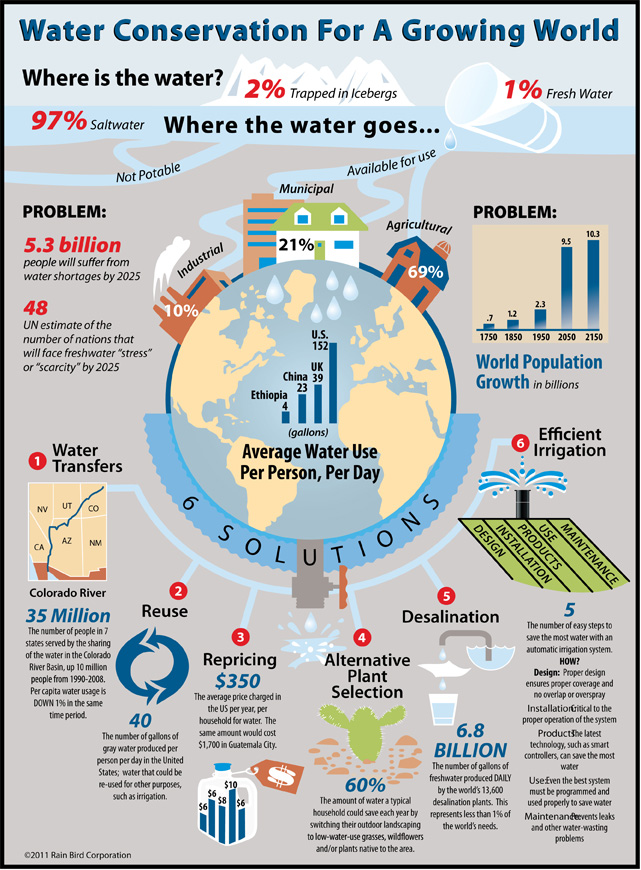 Water Conservation For A Growing World
Where is the water?
2% Trapped in Icebergs
1% Fresh Water
97% Saltwater
Where the water goes...
Not Potable
Available for use
PROBLEM:
5.3 billion
people will suffer from
water shortages by 2025
48
UN estimate of the
number of nations that
will face freshwater "stress"
or "scarcity" by 2025
Industrial
10%
Municipal
21%
Agricultural
69%
PROBLEM:
.7
1.2
2.3
9.5
10.3
1750 1850 1950 2050 2150
World Population
Growth in billions
U.S.
152
UK
39
China
23
Ethiopia
4
(gallons)
Average Water Use
Per Person, Per Day
6 SOLUTIONS
1 Water
Transfers
NV UT CO
CA AZ NM
Colorado River
35 Million
The number of people in 7
states served by the sharing
of the water in the Colorado
River Basin, up 10 million
people from 1990-2008.
Per capita water usage is
DOWN 1% in the same
time period.
2
Reuse
40
The number of gallons of
gray water produced per
person per day in the United
States; water that could be
re-used for other purposes,
such as irrigation.
3
Repricing
$350
The average price charged in
the US per year, per
household for water. The
same amount would cost
$1,700 in Guatemala City.
$6 $6 $8 $10 $6
$
4
Alternative
Plant
Selection
60%
The amount of water a typical
household could save each year by
switching their outdoor landscaping
to low-water-use grasses, wildflowers
and/or plants native to the area.
5
Desalination
6.8
BILLION
The number of gallons of
freshwater produced DAILY
by the world's 13,600
desalination plants. This
represents less than 1% of
the world's needs.
6 Efficient
Irrigation
DESIGN
INSTALLATION
PRODUCTS
USE
MAINTENANCE
5
The number of easy steps to
save the most water with an
automatic irrigation system.
HOW?
Design: Proper design
ensures proper coverage and
no overlap or overspray
Installation: Critical to the
proper operation of the system
Products: The latest
technology, such as smart
controllers, can save the most
water
Use: Even the best system
must be programmed and
used properly to save water
Maintenance: Prevents leaks
and other water-wasting
problems
©2011 Rain Bird Corporation